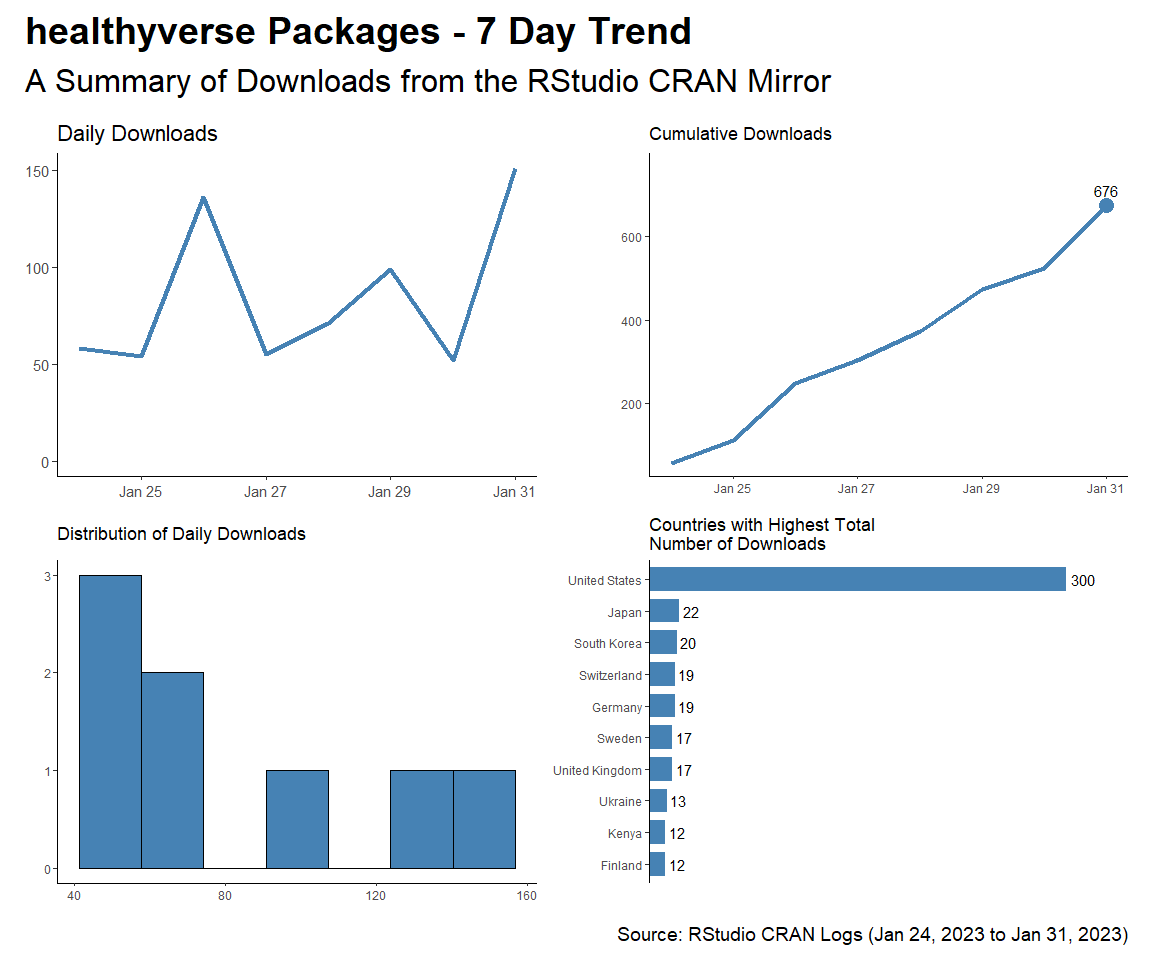 healthyverse Packages - 7 Day Trend
A Summary of Downloads from the RStudio CRAN Mirror
Daily Downloads
150
100
50
0
Jan 25 Jan 27 Jan 29 Jan 31
Cumulative Downloads
676
600
400
200
Jan 25 Jan 27 Jan 29 Jan 31
Distribution of Daily Downloads
3
2
1
0
40 80 120 160
Countries with Highest Total
Number of Downloads
United States 300
Japan 22
South Korea 20
Switzerland 19
Germany 19
Sweden 17
United Kingdom 17
Ukraine 13
Kenya 12
Finland 12
Source: RStudio CRAN Logs (Jan 24, 2023 to Jan 31, 2023)